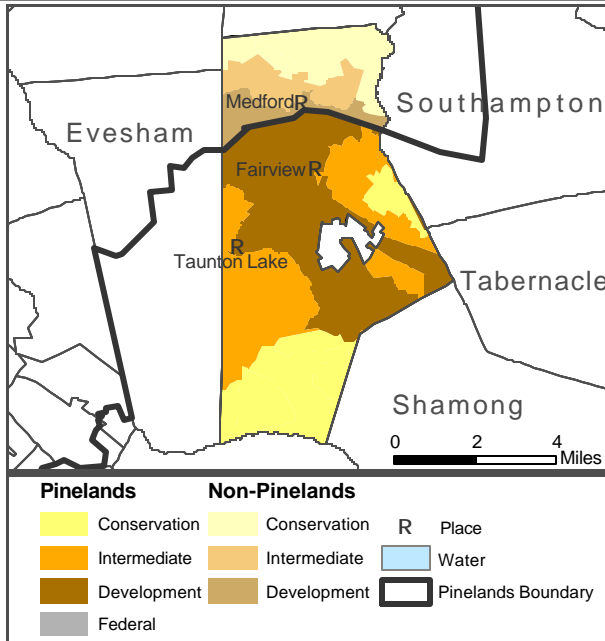 Medford R
Southampton
Evesham
Fairview R
R
Taunton Lake
Tabernacle
Shamong
0 2 4
Miles
Pinelands Non-Pinelands
Conservation Conservation R Place
Intermediate Intermediate Water
Development Development Pinelands Boundary
Federal